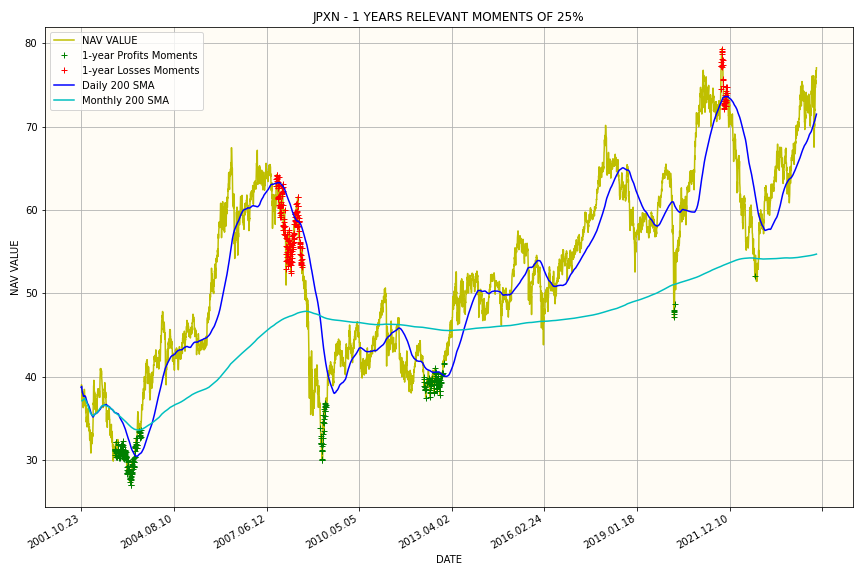 JPXN - 1 YEARS RELEVANT MOMENTS OF 25%
NAV VALUE
1-year Profits Moments
1-year Losses Moments
Daily 200 SMA
Monthly 200 SMA
NAV VALUE
80
70
60
50
40
30
2001.10.23
2004.08.10
2007.06.12
2010.05.05
2013.04.02
2016.02.24
2019.01.18
2021.12.10
DATE